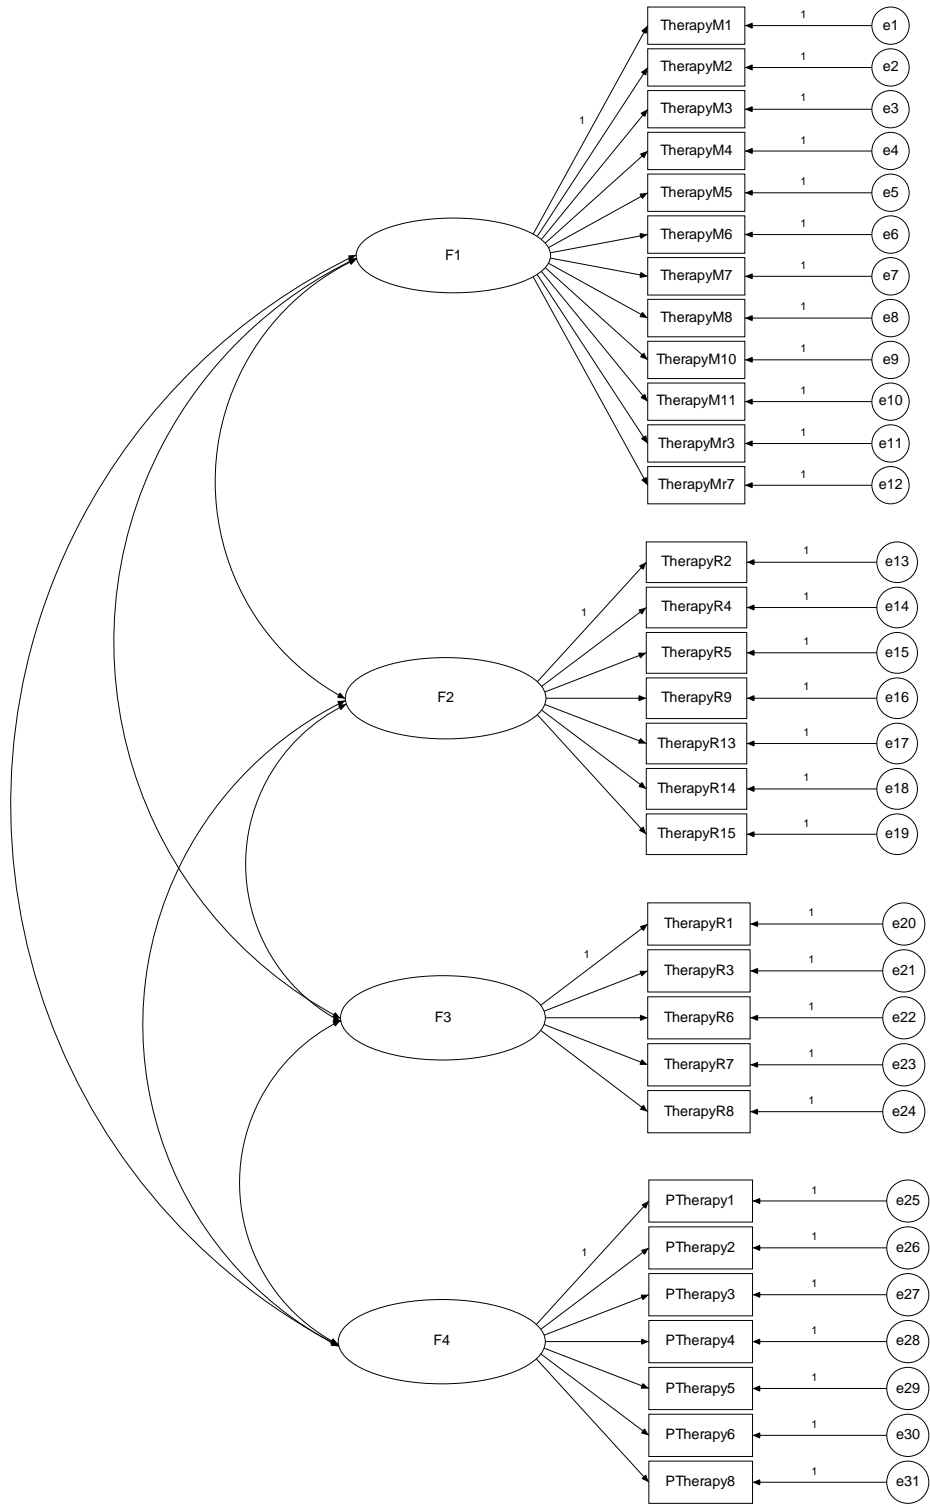 TherapyM1 1 e1
TherapyM2 1 e2
1 TherapyM3 1 e3
TherapyM4 1 e4
TherapyM5 1 e5
TherapyM6 1 e6
F1
TherapyM7 1 e7
TherapyM8 1 e8
TherapyM10 1 e9
TherapyM11 1 e10
TherapyMr3 1 e11
TherapyMr7 1 e12
TherapyR2 1 e13
1 TherapyR4 1 e14
TherapyR5 1 e15
F2 TherapyR9 1 e16
TherapyR13 1 e17
TherapyR14 1 e18
TherapyR15 1 e19
TherapyR1 1 e20
1 TherapyR3 1 e21
F3 TherapyR6 1 e22
TherapyR7 1 e23
TherapyR8 1 e24
PTherapy1 1 e25
1 PTherapy2 1 e26
PTherapy3 1 e27
F4 PTherapy4 1 e28
PTherapy5 1 e29
PTherapy6 1 e30
PTherapy8 1 e31